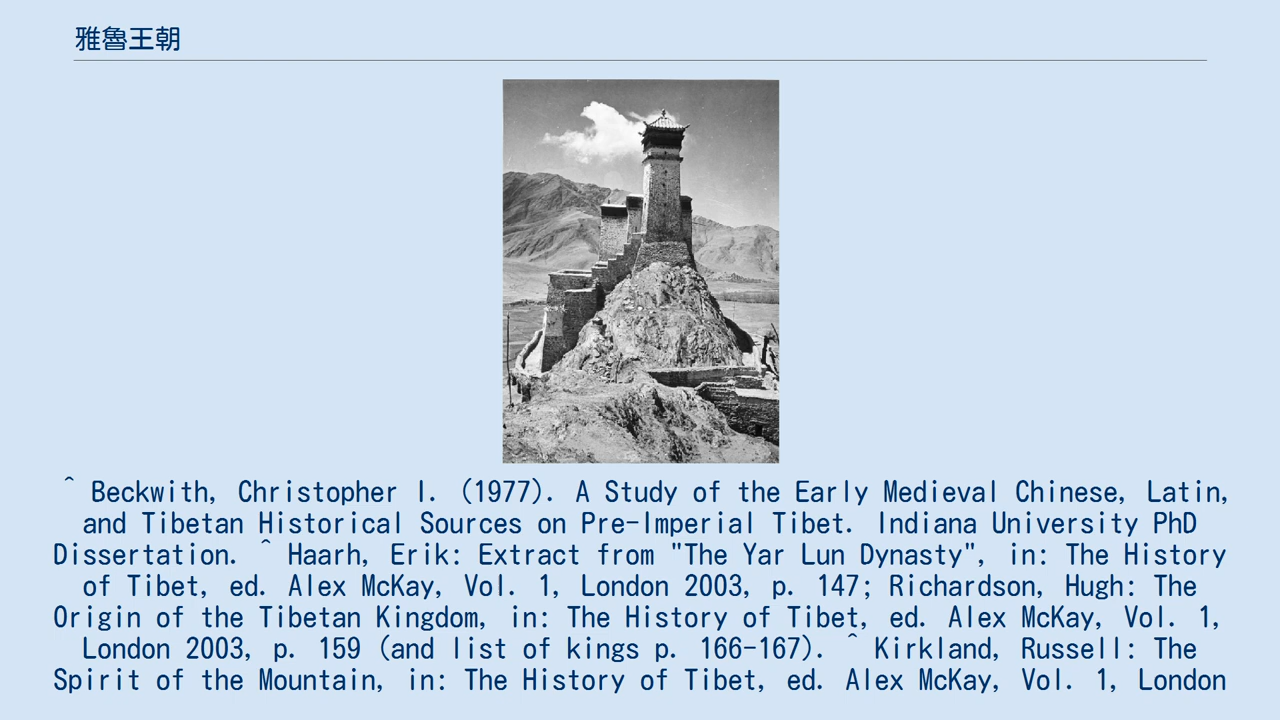 雅魯王朝
^ Beckwith, Christopher I. (1977). A Study of the Early Medieval Chinese, Latin,
and Tibetan Historical Sources on Pre-Imperial Tibet. Indiana University PhD
Dissertation. ^ Haarh, Erik: Extract from "The Yar Lun Dynasty", in: The History
of Tibet, ed. Alex McKay, Vol. 1, London 2003, p. 147; Richardson, Hugh: The
Origin of the Tibetan Kingdom, in: The History of Tibet, ed. Alex McKay, Vol. 1,
London 2003, p. 159 (and list of kings p. 166-167). ^ Kirkland, Russell: The
Spirit of the Mountain, in: The History of Tibet, ed. Alex McKay, Vol. 1, London